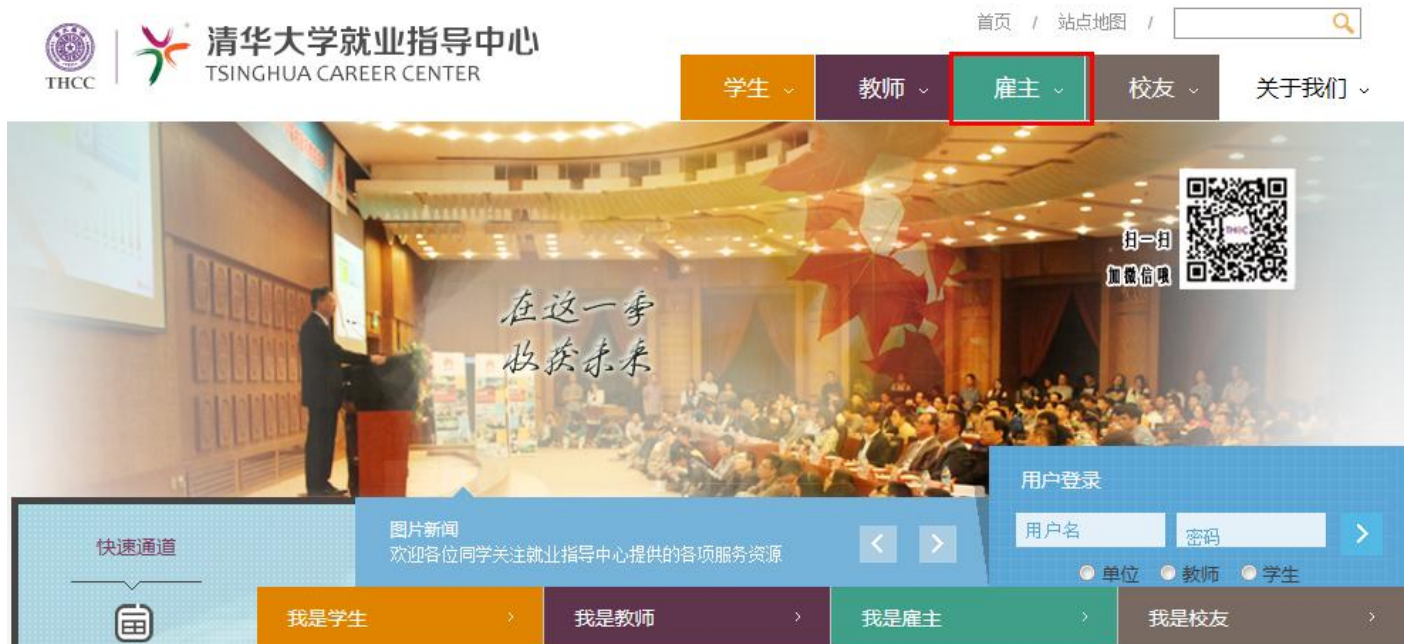 首页 / 站点地图 /
THCC
清华大学就业指导中心
TSINGHUA CAREER CENTER
学生
教师
雇主
校友
关于我们
在这一季
收获未来
扫一扫
加微信哦
THCC
用户登录
用户名
密码
单位
教师
学生
图片新闻
欢迎各位同学关注就业指导中心提供的各项服务资源
快速通道
我是学生
我是教师
我是雇主
我是校友